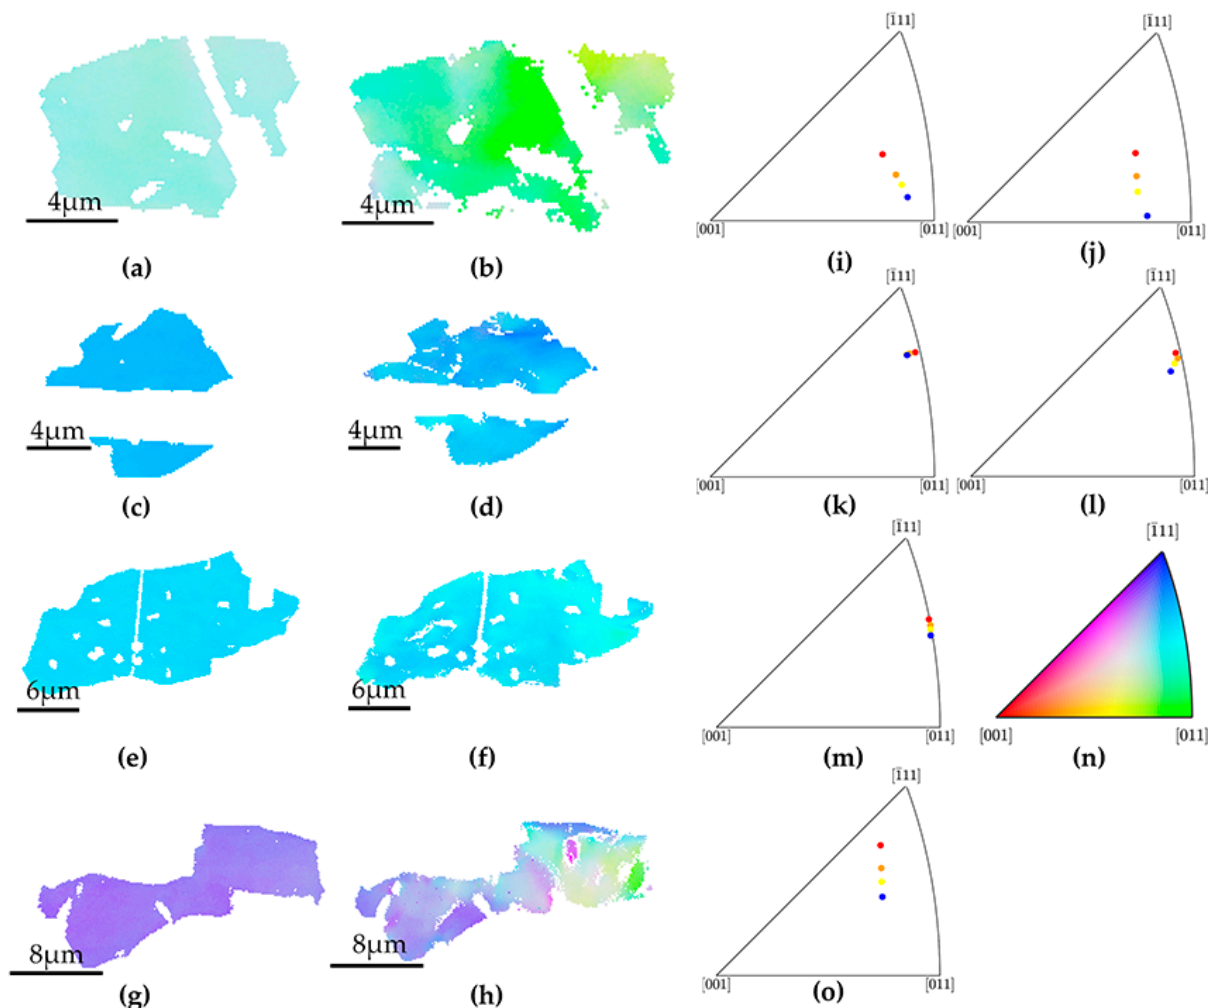 [1̅11] [1̅11]
4μm 4μm
[001] [011] [001] [011]
(a) (b) (i) (j)
[1̅11] [1̅11]
4μm 4μm
[001] [011] [001] [011]
(c) (d) (k) (l)
[1̅11] [1̅11]
6μm 6μm
[001] [011] [001] [011]
(e) (f) (m) (n)
[1̅11]
8μm 8μm
[001] [011]
(g) (h) (o)